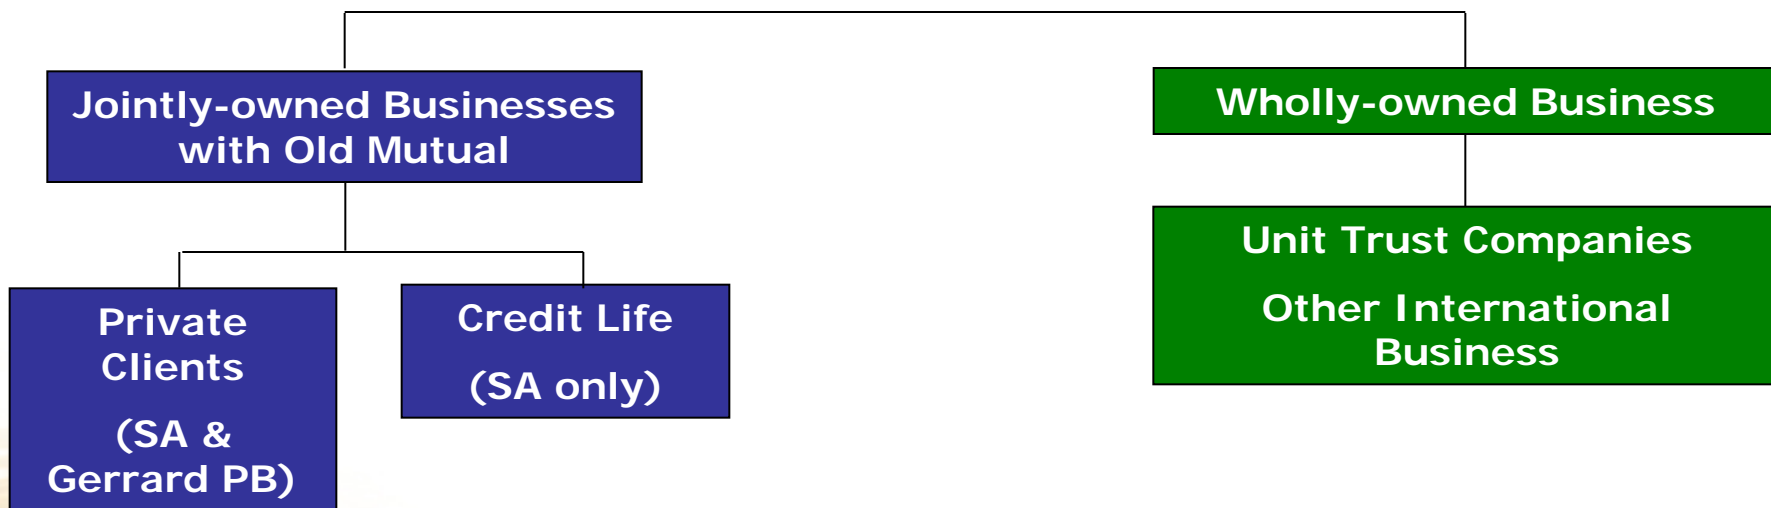 Jointly-owned Businesses
with Old Mutual
Wholly-owned Business
Private
Clients
(SA &
Gerrard PB)
Credit Life
(SA only)
Unit Trust Companies
Other International
Business